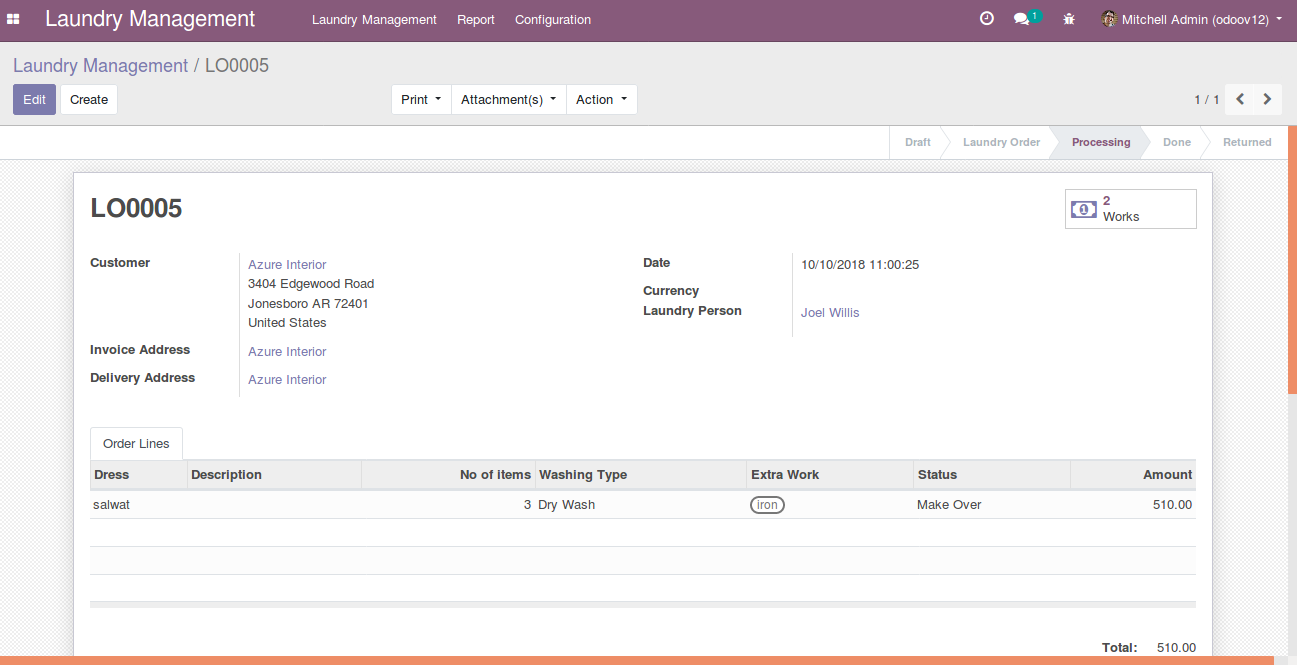 Laundry Management Laundry Management Report Configuration 1 Mitchell Admin (odoov12)
Laundry Management / LO0005
Edit Create Print Attachment(s) Action 1 / 1
Draft Laundry Order Processing Done Returned
LO0005
2
Works
Customer Azure Interior Date 10/10/2018 11:00:25
3404 Edgewood Road
Currency
Jonesboro AR 72401
Laundry Person Joel Willis
United States
Invoice Address Azure Interior
Delivery Address Azure Interior
Order Lines
Dress Description No of items Washing Type Extra Work Status Amount
salwat 3 Dry Wash iron Make Over 510.00
Total: 510.00